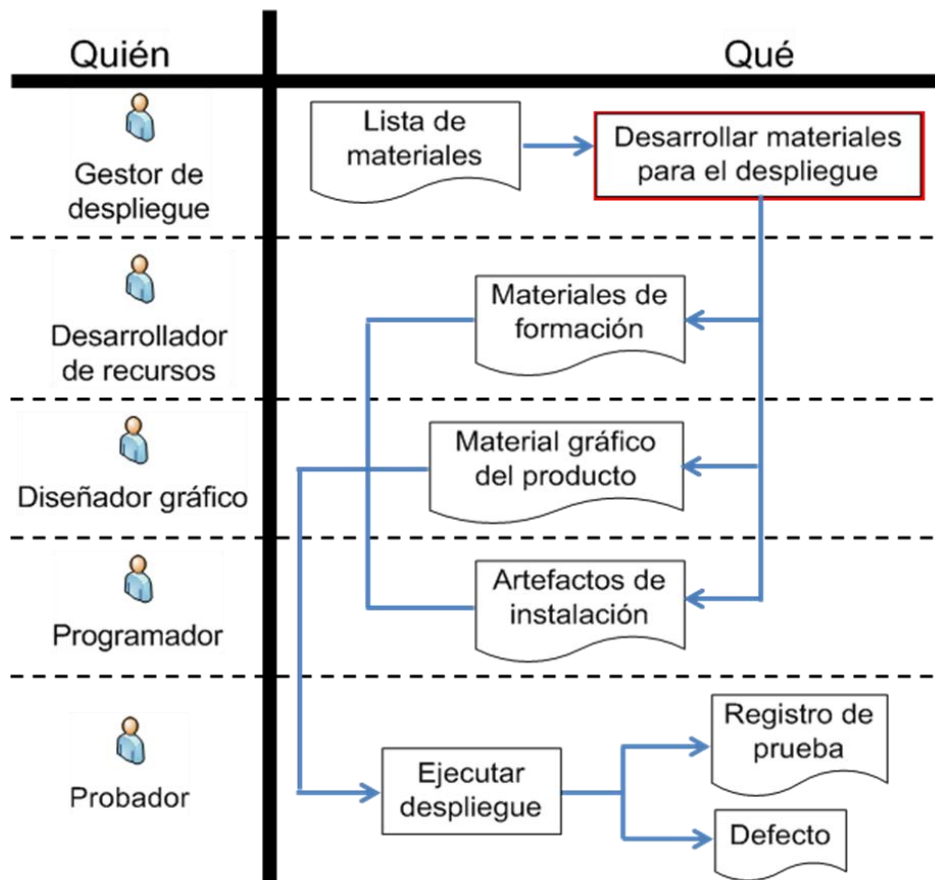 Quién
Qué
Gestor de
despliegue
Lista de
materiales
Desarrollar materiales
para el despliegue
Desarrollador
de recursos
Materiales de
formación
Diseñador gráfico
Material gráfico
del producto
Programador
Artefactos de
instalación
Probador
Ejecutar
despliegue
Registro de
prueba
Defecto